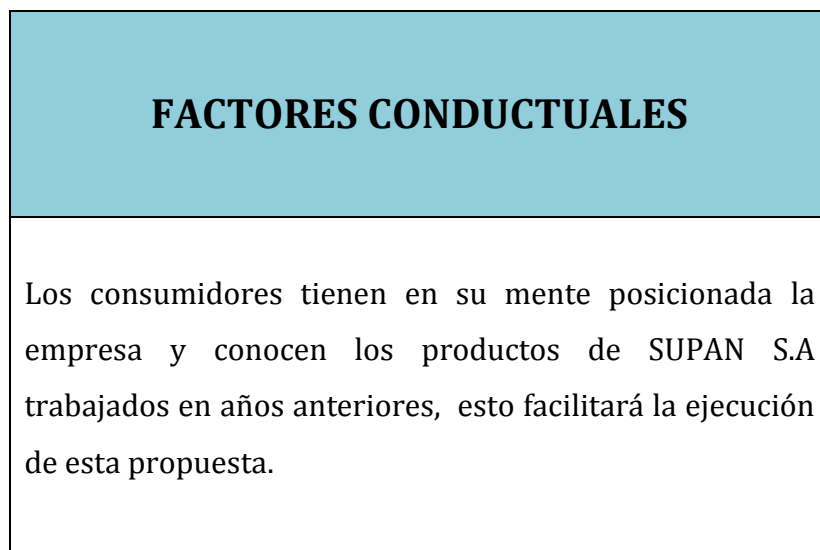 FACTORES CONDUCTUALES
Los consumidores tienen en su mente posicionada la
empresa y conocen los productos de SUPAN S.A
trabajados en años anteriores, esto facilitará la ejecución
de esta propuesta.